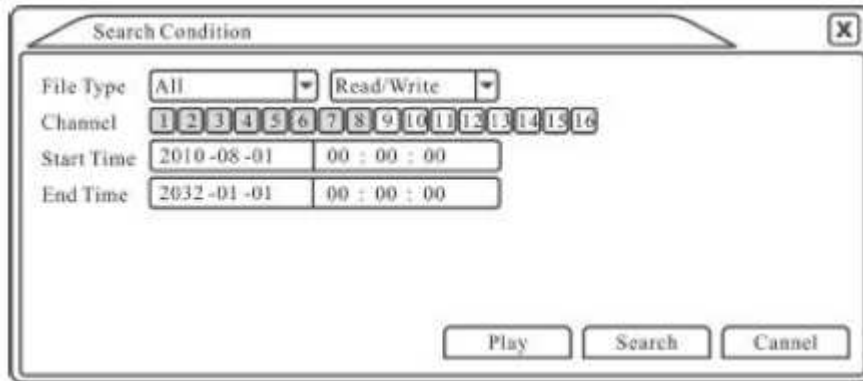 Search Condition X
File Type All Read/Write
Channel 1 2 3 4 5 6 7 8 9 10 11 12 13 14 15 16
Start Time 2010-08-01 00 : 00 : 00
End Time 2032-01-01 00 : 00 : 00
Play Search Cannel